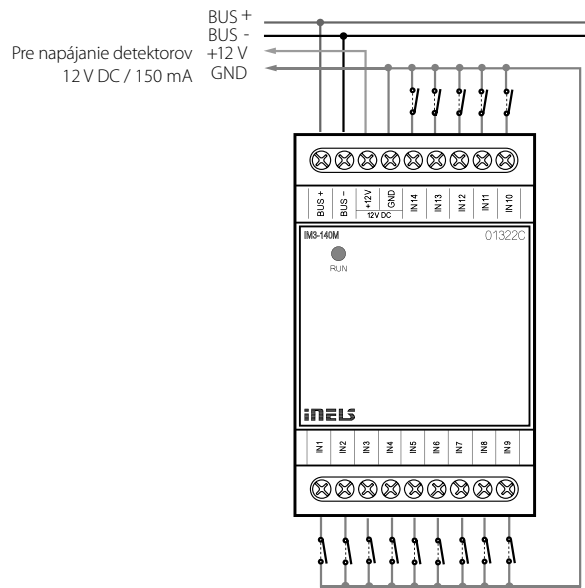 BUS +
BUS -
Pre napájanie detektorov +12 V
12 V DC / 150 mA GND
BUS + BUS – +12V GND IN14 IN13 IN12 IN11 IN10
12V DC
IM3-140M 01322C
RUN
iNELS
IN1 IN2 IN3 IN4 IN5 IN6 IN7 IN8 IN9